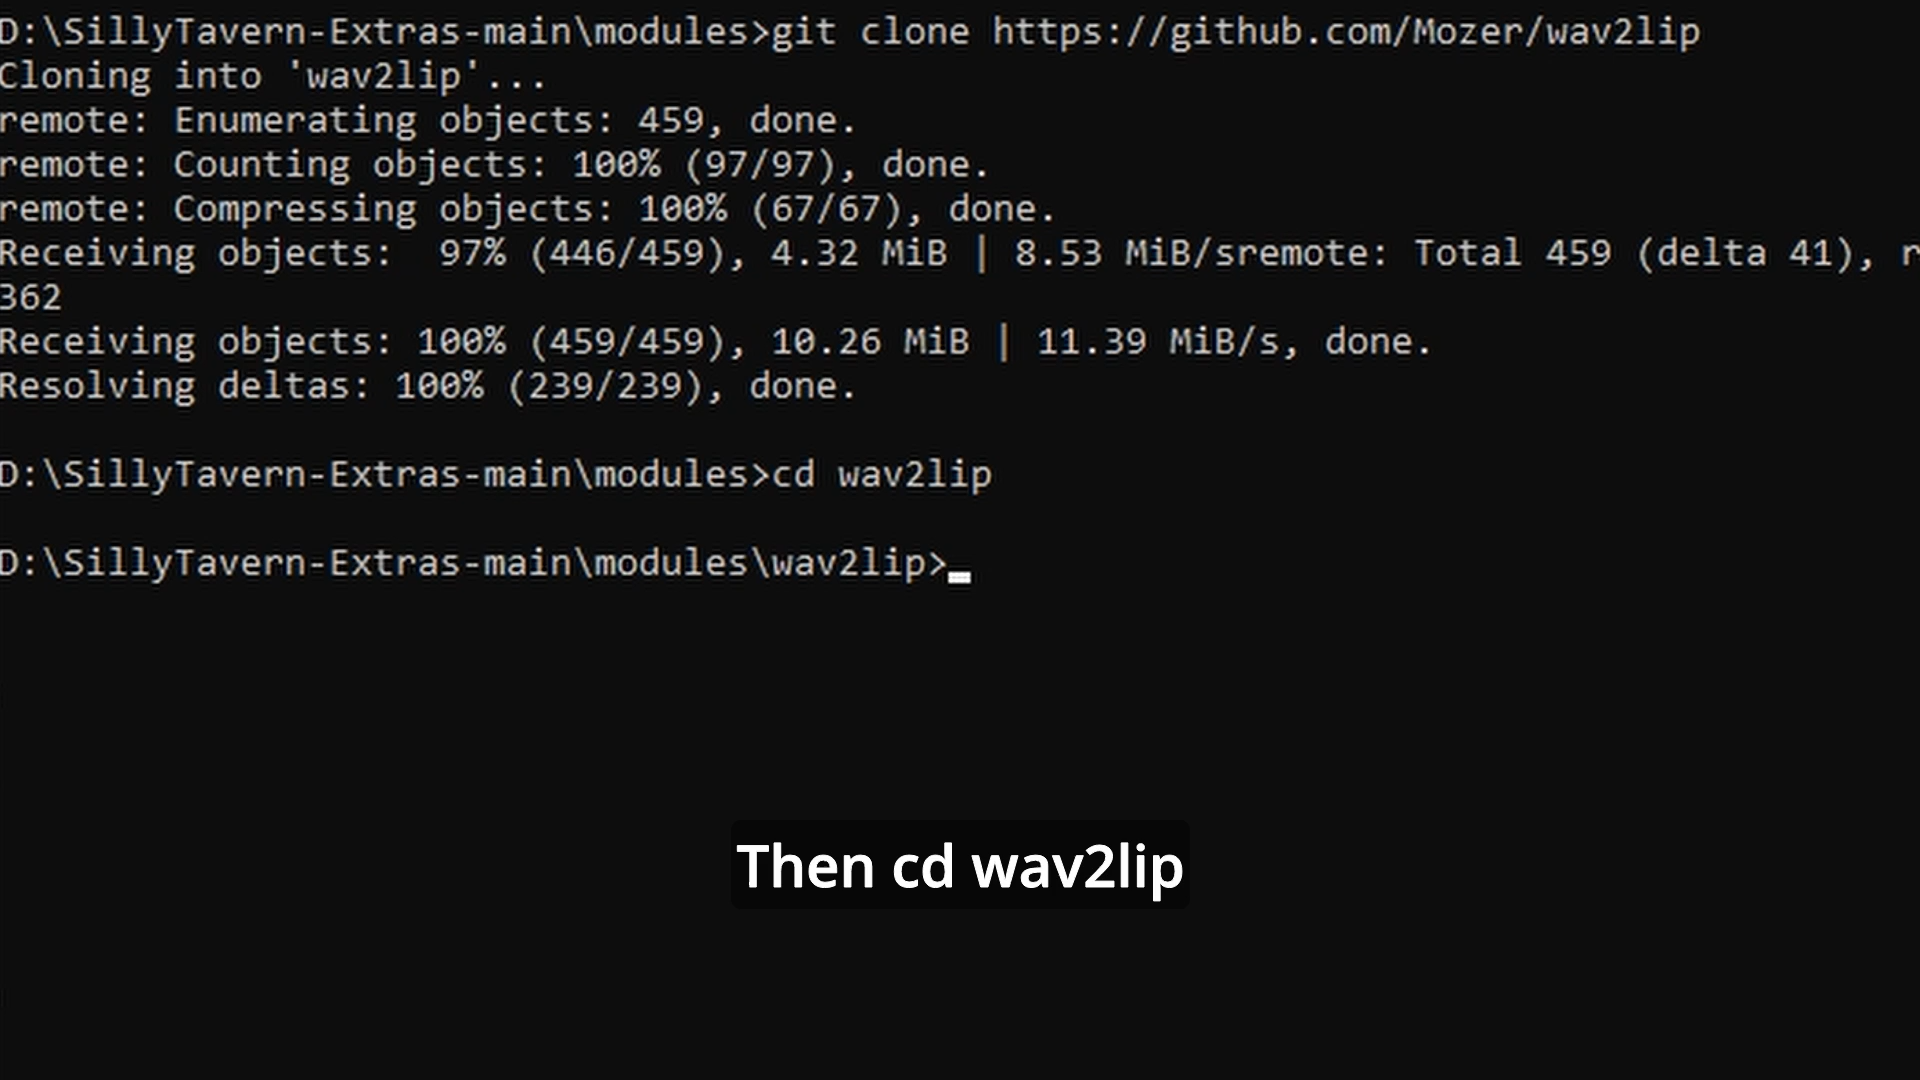 D:\SillyTavern-Extras-main\modules>git clone https://github.com/Mozer/wav2lip
Cloning into 'wav2lip'...
remote: Enumerating objects: 459, done.
remote: Counting objects: 100% (97/97), done.
remote: Compressing objects: 100% (67/67), done.
Receiving objects:  97% (446/459), 4.32 MiB | 8.53 MiB/sremote: Total 459 (delta 41), r
362
Receiving objects: 100% (459/459), 10.26 MiB | 11.39 MiB/s, done.
Resolving deltas: 100% (239/239), done.
D:\SillyTavern-Extras-main\modules>cd wav2lip
D:\SillyTavern-Extras-main\modules\wav2lip>
Then cd wav2lip